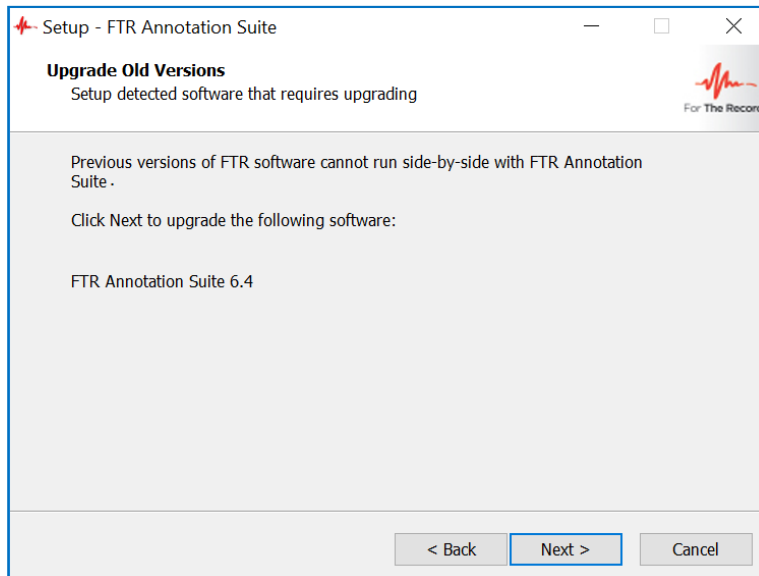 Setup - FTR Annotation Suite
Upgrade Old Versions
Setup detected software that requires upgrading
For The Record
Previous versions of FTR software cannot run side-by-side with FTR Annotation
Suite .
Click Next to upgrade the following software:
FTR Annotation Suite 6.4
< Back
Next >
Cancel